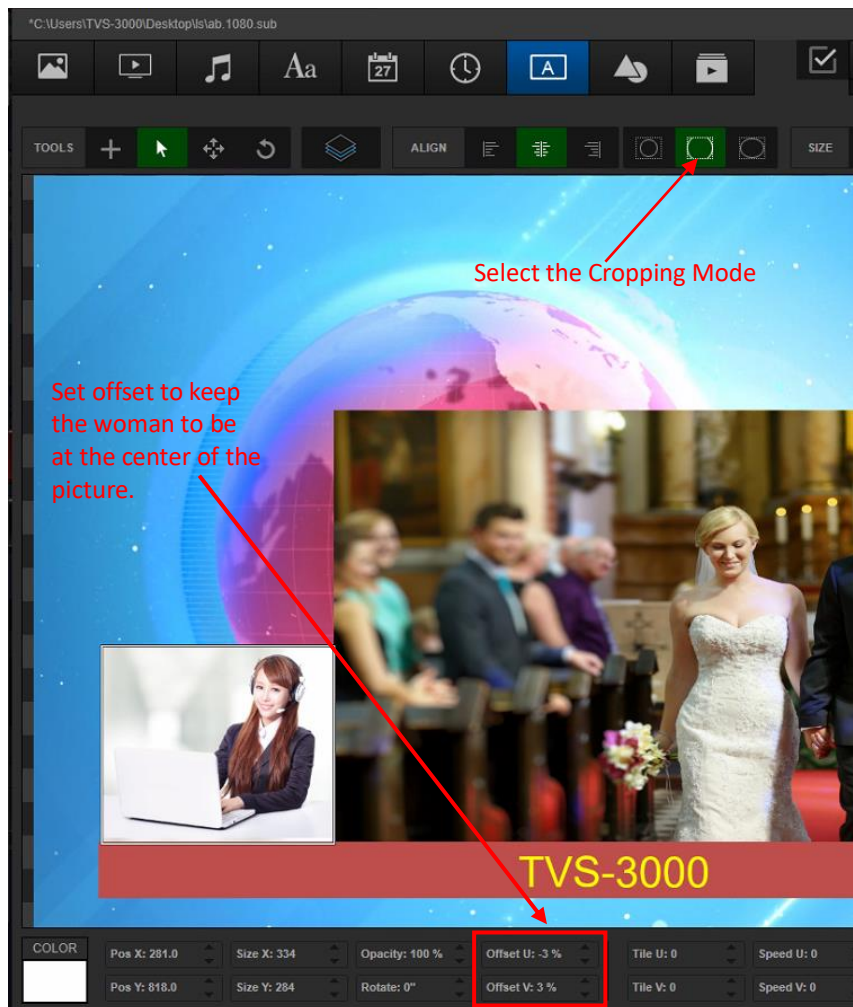 *C:\Users\TVS-3000\Desktop\ls\ab.1080.sub
Aa 27 A
TOOLS ALIGN SIZE
Select the Cropping Mode
Set offset to keep
the woman to be
at the center of the
picture.
TVS-3000
COLOR Pos X: 281.0 Size X: 334 Opacity: 100 % Offset U: -3 % Tile U: 0 Speed U: 0
Pos Y: 818.0 Size Y: 284 Rotate: 0" Offset V: 3 % Tile V: 0 Speed V: 0